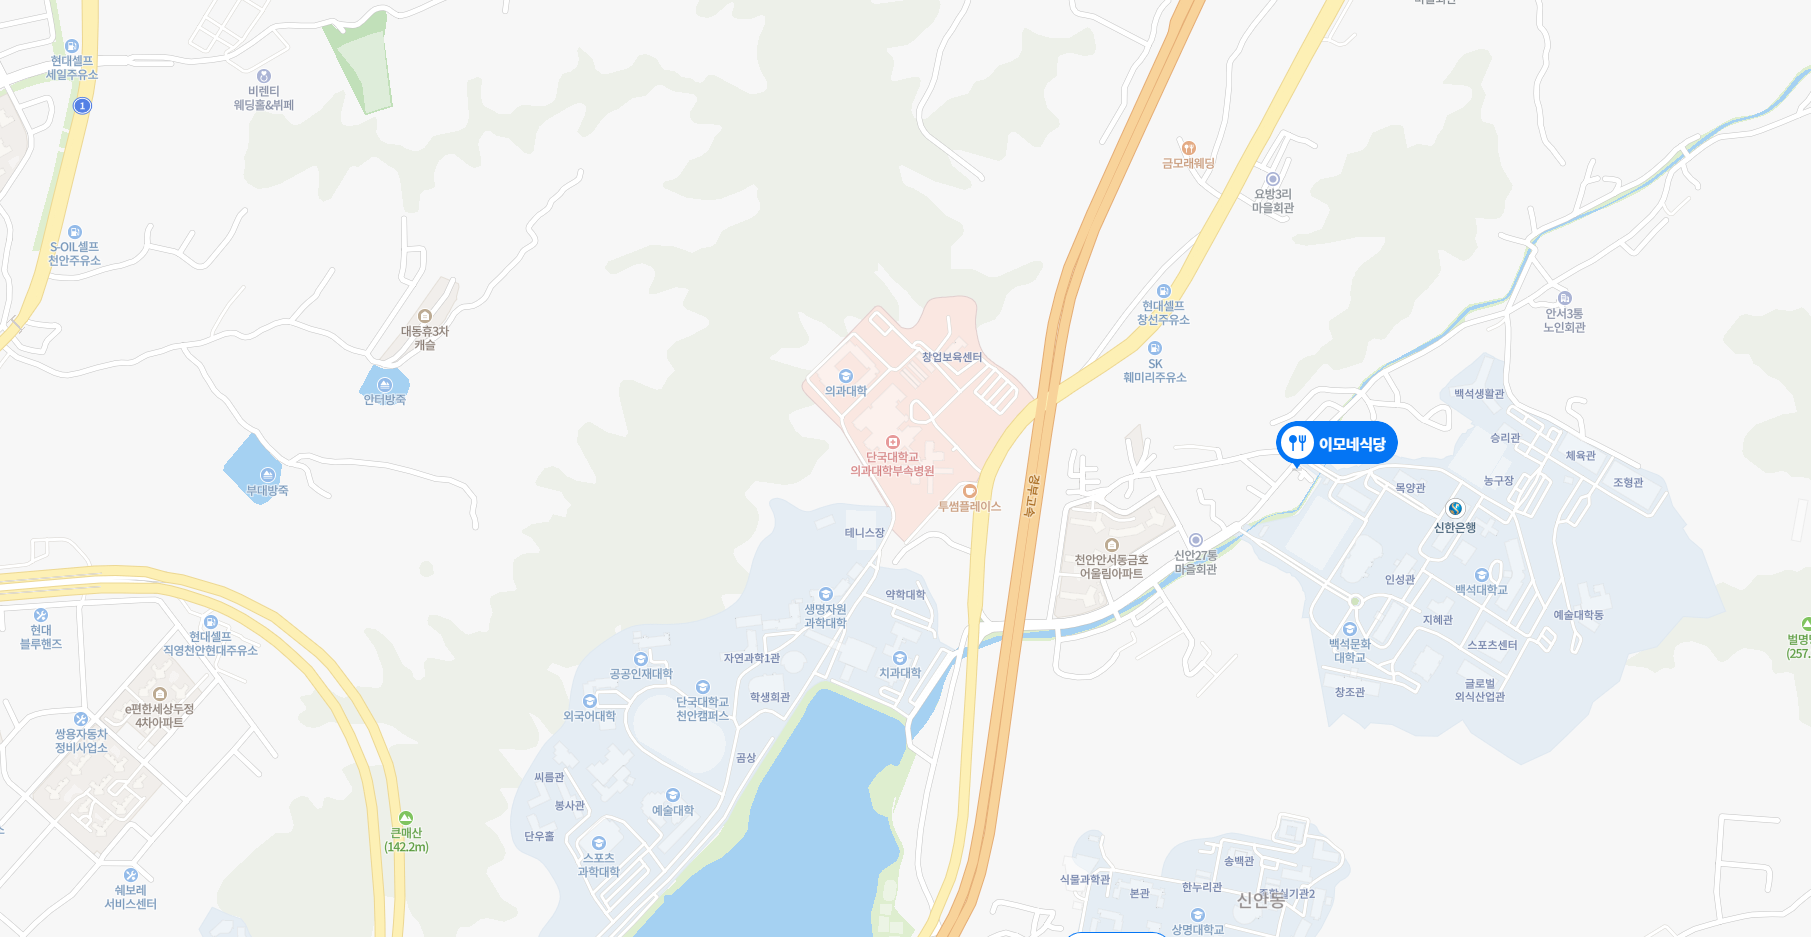 마을회관
현대셀프
세일주유소
비렌티
웨딩홀&뷔페
1
금모래웨딩
요방3리
마을회관
S-OIL셀프
천안주유소
현대셀프
창선주유소
안서3통
노인회관
대동휴3차
캐슬
SK
훼미리주유소
창업보육센터
의과대학
안터방죽
백석생활관
이모네식당
승리관
체육관
단국대학교
의과대학부속병원
농구장
조형관
목양관
부대방죽
투썸플레이스
경부고속
신한은행
테니스장
천안안서동금호
어울림아파트
신안27통
마을회관
인성관
백석대학교
약학대학
생명자원
과학대학
예술대학동
지혜관
현대
블루핸즈
현대셀프
직영천안현대주유소
백석문화
대학교
스포츠센터
벌명
(257.
자연과학1관
공공인재대학
치과대학
글로벌
외식산업관
창조관
학생회관
단국대학교
천안캠퍼스
외국어대학
e편한세상두정
4차아파트
쌍용자동차
정비사업소
곰상
씨름관
봉사관
예술대학
단우홀
큰매산
(142.2m)
스포츠
과학대학
송백관
식물과학관
본관
한누리관
신안동
상명대학교
쉐보레
서비스센터